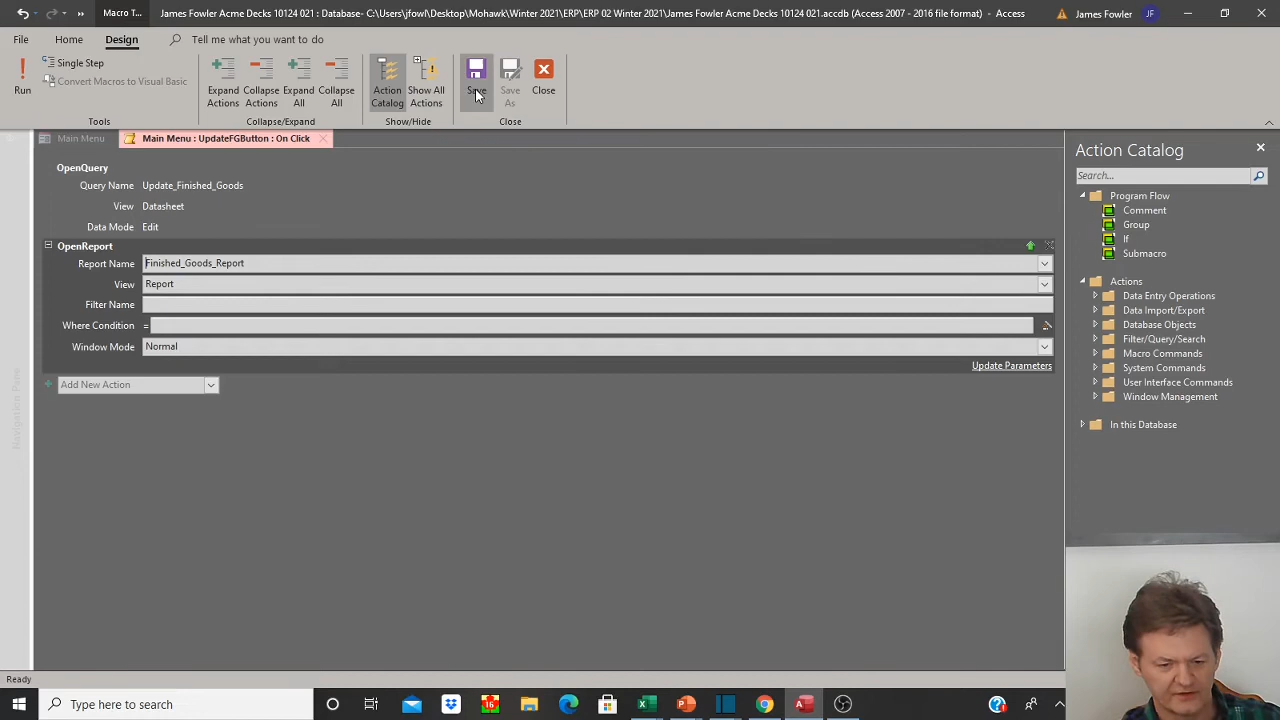 Macro T... James Fowler Acme Decks 10124 021 : Database- C:\Users\jfowl\Desktop\Mohawk\Winter 2021\ERP\ERP 02 Winter 2021\James Fowler Acme Decks 10124 021.accdb (Access 2007 - 2016 file format) - Access James Fowler JF
File Home Design Tell me what you want to do
Run
Single Step
Convert Macros to Visual Basic
Expand Actions
Collapse Actions
Expand All
Collapse All
Action Catalog
Show All Actions
Save
Save As
Close
Tools Collapse/Expand Show/Hide Close
Main Menu Main Menu : UpdateFGButton : On Click
OpenQuery
Query Name Update_Finished_Goods
View Datasheet
Data Mode Edit
OpenReport
Report Name Finished_Goods_Report
View Report
Filter Name
Where Condition =
Window Mode Normal
Update Parameters
Add New Action
Navigation Pane
Action Catalog
Search...
Program Flow
Comment
Group
If
Submacro
Actions
Data Entry Operations
Data Import/Export
Database Objects
Filter/Query/Search
Macro Commands
System Commands
User Interface Commands
Window Management
In this Database
Ready
Type here to search
16